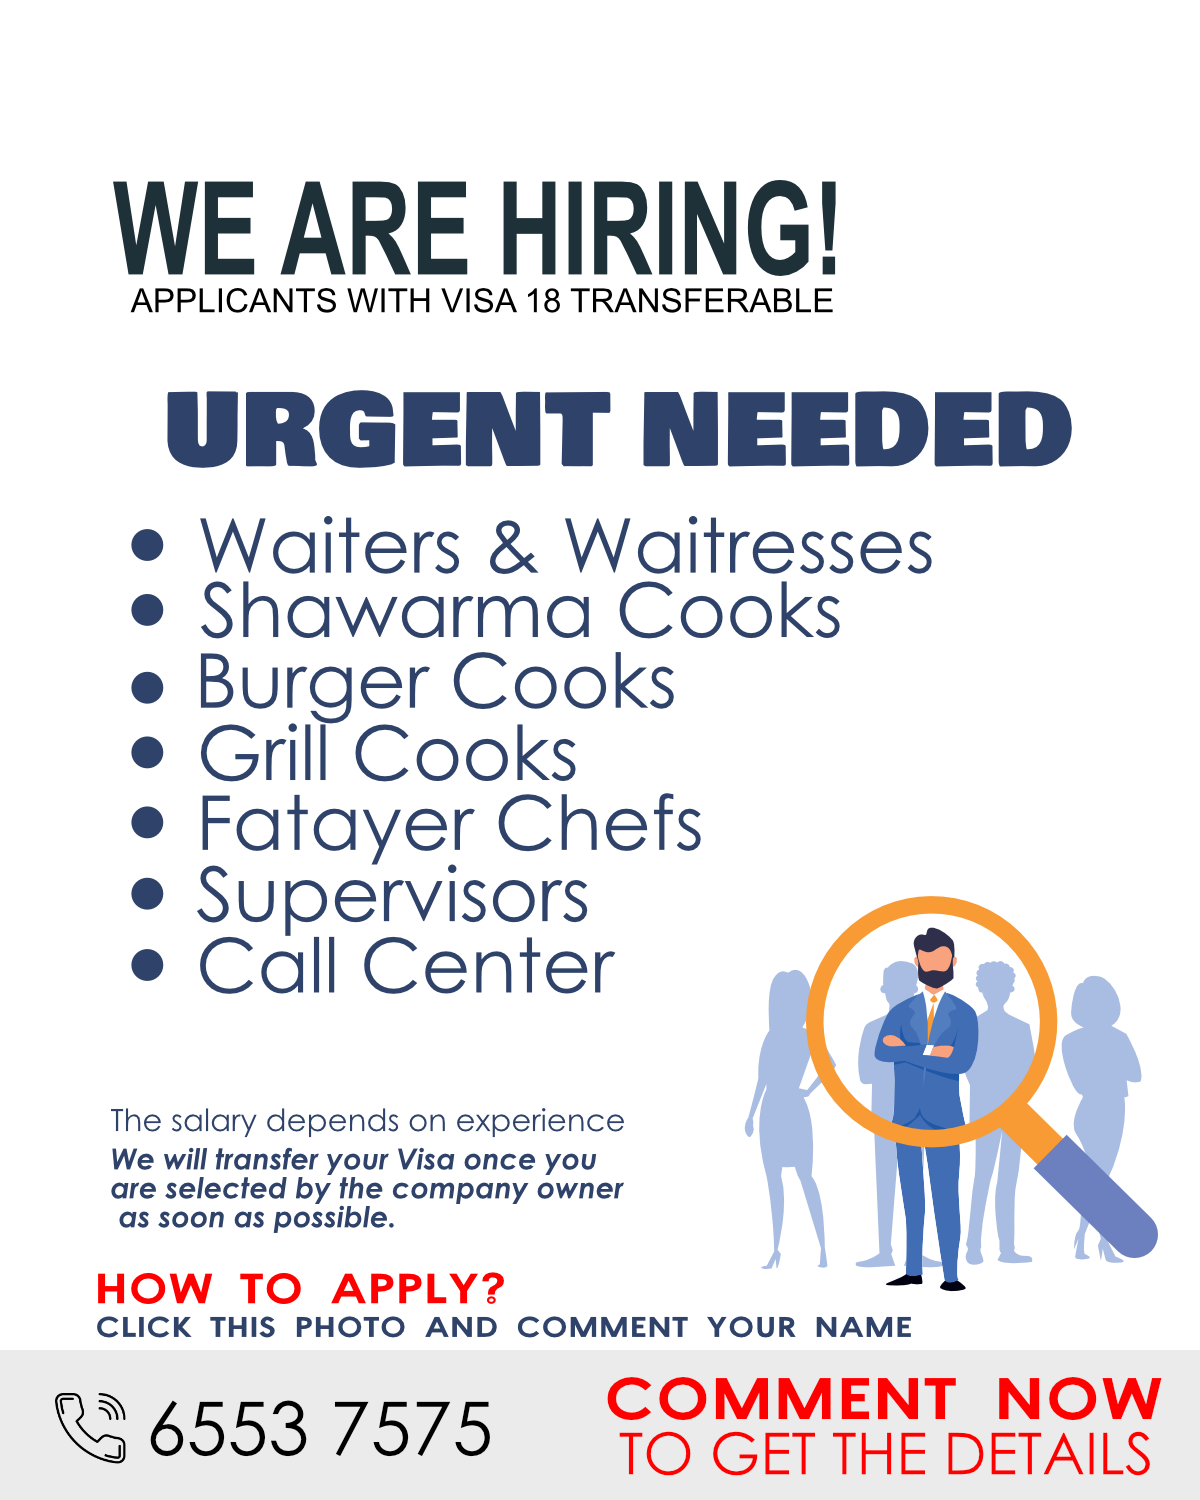 WE ARE HIRING!
APPLICANTS WITH VISA 18 TRANSFERABLE
URGENT NEEDED
• Waiters & Waitresses
• Shawarma Cooks
• Burger Cooks
• Grill Cooks
• Fatayer Chefs
• Supervisors
• Call Center
The salary depends on experience
We will transfer your Visa once you
are selected by the company owner
as soon as possible.
HOW TO APPLY?
CLICK THIS PHOTO AND COMMENT YOUR NAME
6553 7575
COMMENT NOW
TO GET THE DETAILS